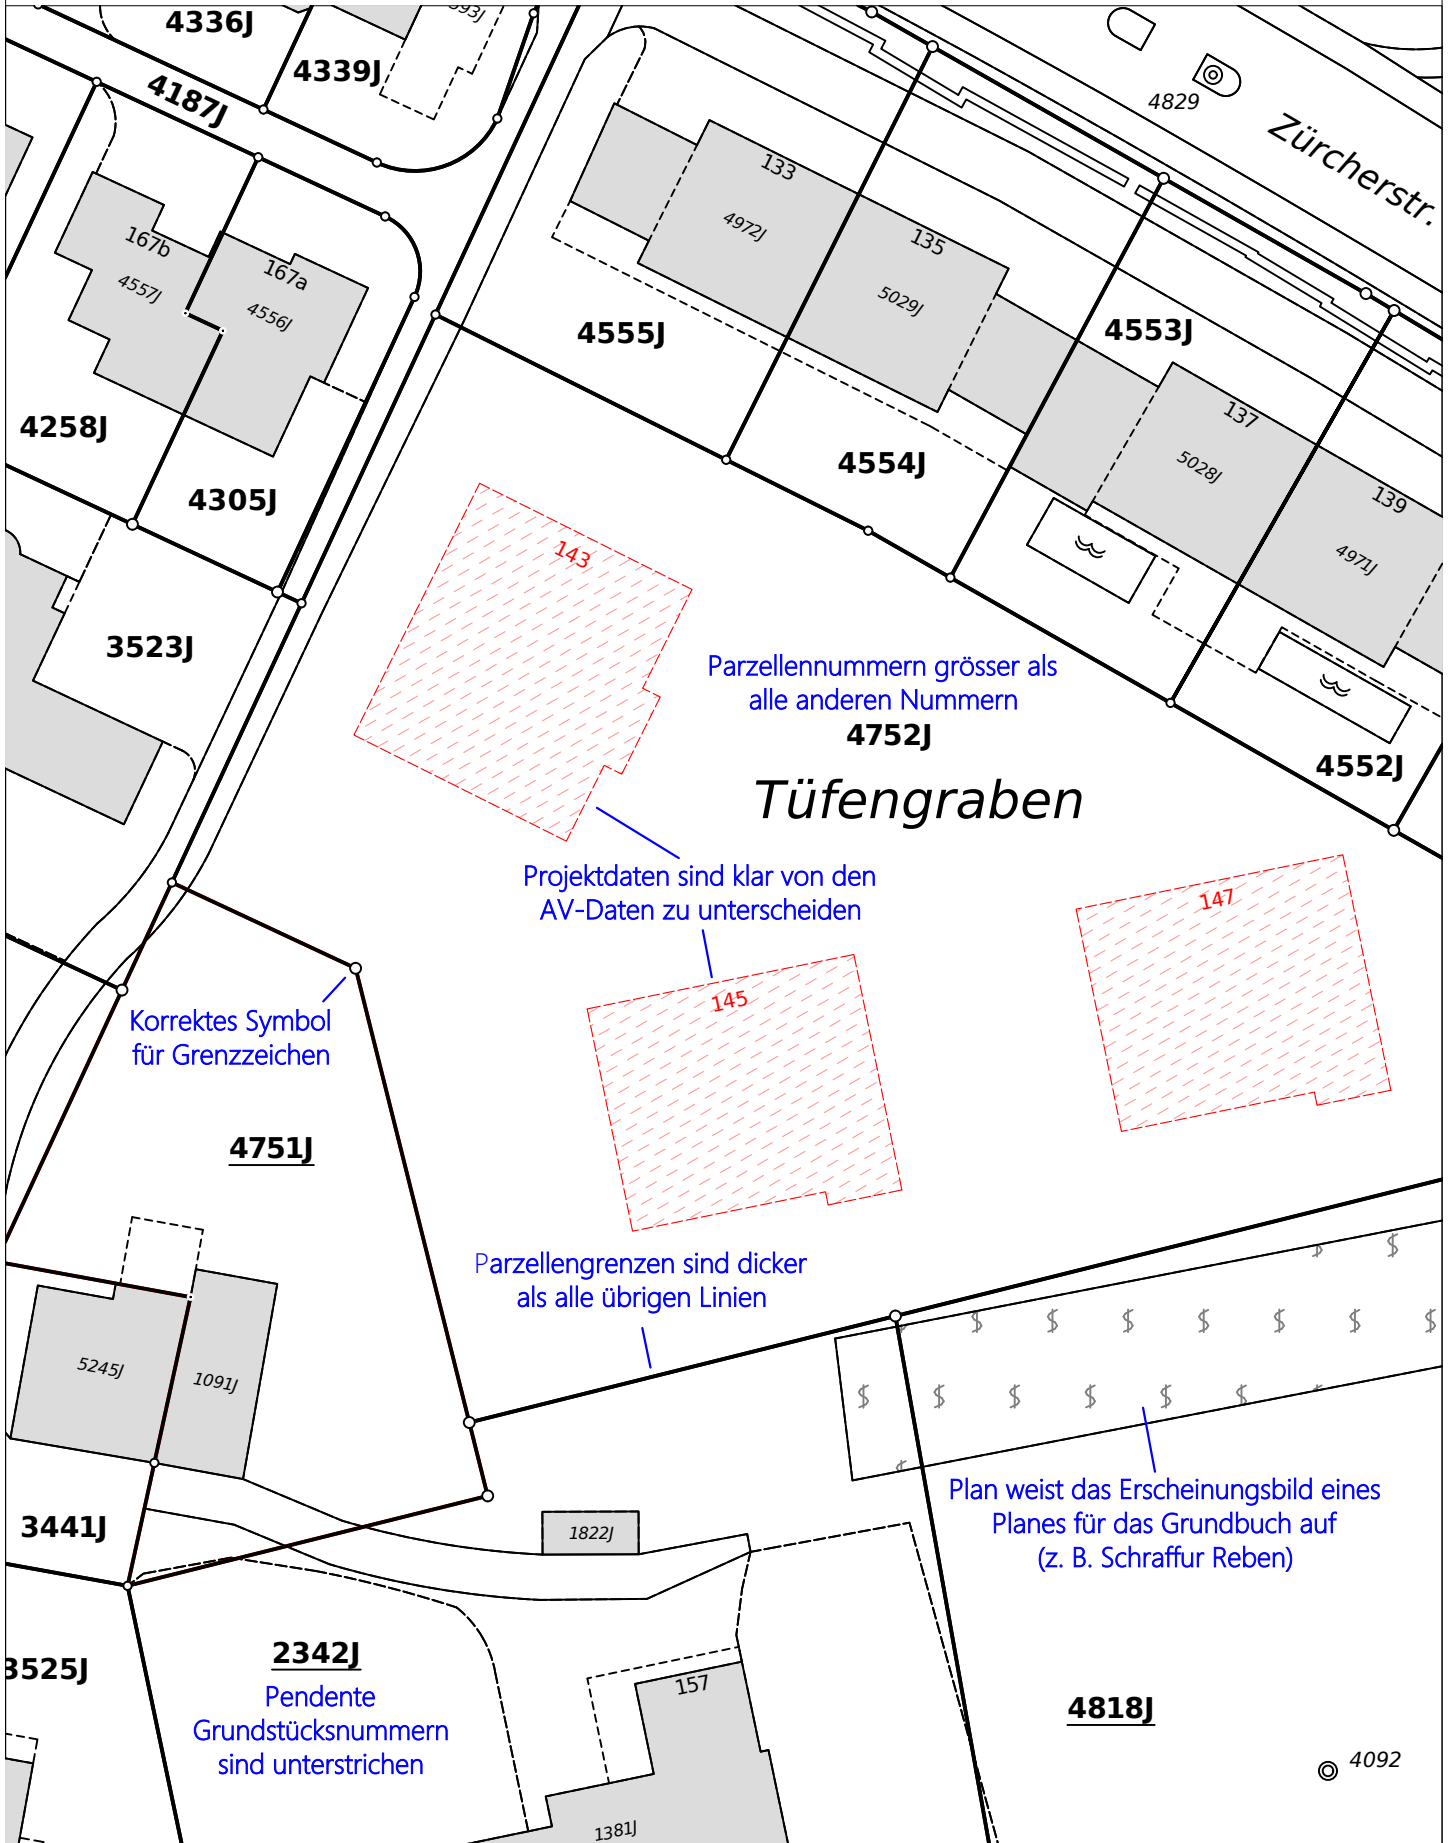 4336J
4339J
4187J
4829
Zürcherstr.
133
4972J
135
5029J
167b
4557J
167a
4556J
4555J
4553J
4258J
4305J
4554J
137
5028J
139
4971J
143
3523J
Parzellennummern grösser als
alle anderen Nummern
4752J
4552J
Tüfengraben
Projektdaten sind klar von den
AV-Daten zu unterscheiden
147
145
Korrektes Symbol
für Grenzzeichen
4751J
Parzellengrenzen sind dicker
als alle übrigen Linien
5245J
1091J
Plan weist das Erscheinungsbild eines
Planes für das Grundbuch auf
(z. B. Schraffur Reben)
3441J
1822J
2342J
3525J
Pendente
Grundstücksnummern
sind unterstrichen
157
4818J
4092
1381J